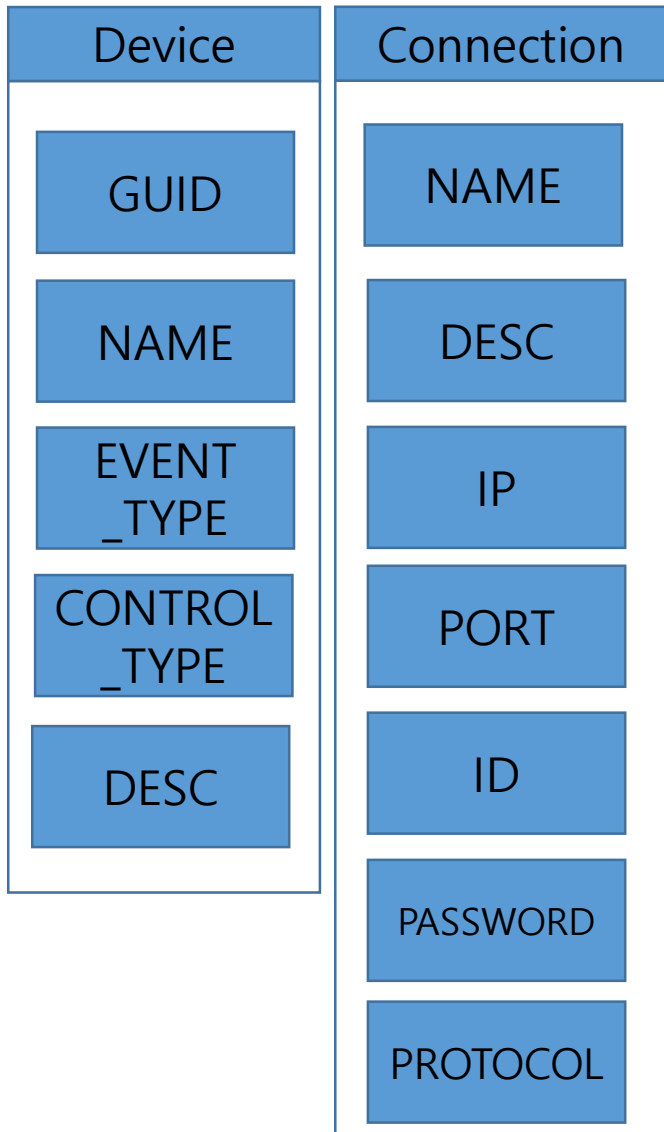 Device
GUID
NAME
EVENT
_TYPE
CONTROL
_TYPE
DESC
Connection
NAME
DESC
IP
PORT
ID
PASSWORD
PROTOCOL